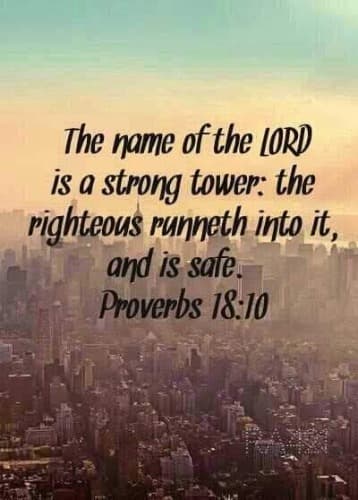 The name of the LORD
is a strong tower: the
righteous runneth into it,
and is safe.
Proverbs 18:10